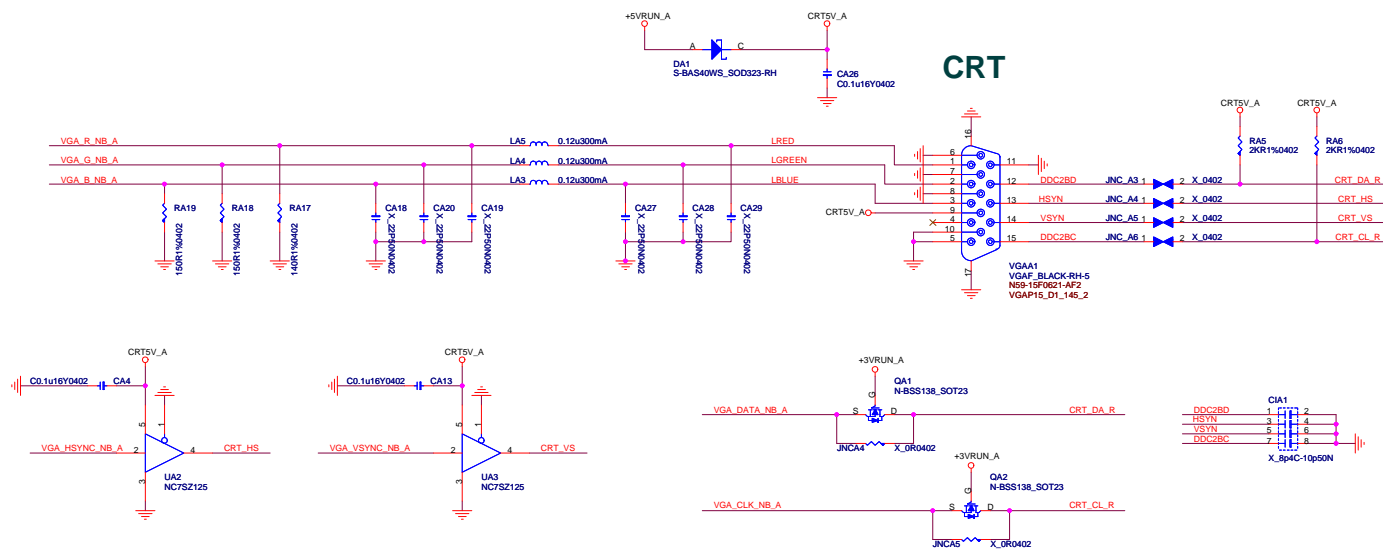 +5VRUN_A
CRT5V_A
A
C
DA1
S-BAS40WS_SOD323-RH
CA26
C0.1u16Y0402
CRT
CRT5V_A
CRT5V_A
RA5
2KR1%0402
RA6
2KR1%0402
VGA_R_NB_A
LA5
0.12u300mA
LRED
VGA_G_NB_A
LA4
0.12u300mA
LGREEN
VGA_B_NB_A
LA3
0.12u300mA
LBLUE
16
6
1
7
2
8
3
9
4
10
5
11
12
13
14
15
17
CRT5V_A
DDC2BD
JNC_A3
1
2
X_0402
CRT_DA_R
HSYN
JNC_A4
1
2
X_0402
CRT_HS
VSYN
JNC_A5
1
2
X_0402
CRT_VS
DDC2BC
JNC_A6
1
2
X_0402
CRT_CL_R
RA19
150R1%0402
RA18
150R1%0402
RA17
140R1%0402
CA18
X_22P50N0402
CA20
X_22P50N0402
CA19
X_22P50N0402
CA27
X_22P50N0402
CA28
X_22P50N0402
CA29
X_22P50N0402
VGAA1
VGAF_BLACK-RH-5
N59-15F0621-AF2
VGAP15_D1_145_2
CRT5V_A
C0.1u16Y0402
CA4
5
1
VGA_HSYNC_NB_A
2
4
CRT_HS
3
UA2
NC7SZ125
CRT5V_A
C0.1u16Y0402
CA13
5
1
VGA_VSYNC_NB_A
2
4
CRT_VS
3
UA3
NC7SZ125
+3VRUN_A
QA1
N-BSS138_SOT23
G
VGA_DATA_NB_A
S
D
CRT_DA_R
JNCA4
X_0R0402
+3VRUN_A
QA2
N-BSS138_SOT23
G
VGA_CLK_NB_A
S
D
CRT_CL_R
JNCA5
X_0R0402
CIA1
DDC2BD
1
2
HSYN
3
4
VSYN
5
6
DDC2BC
7
8
X_8p4C-10p50N